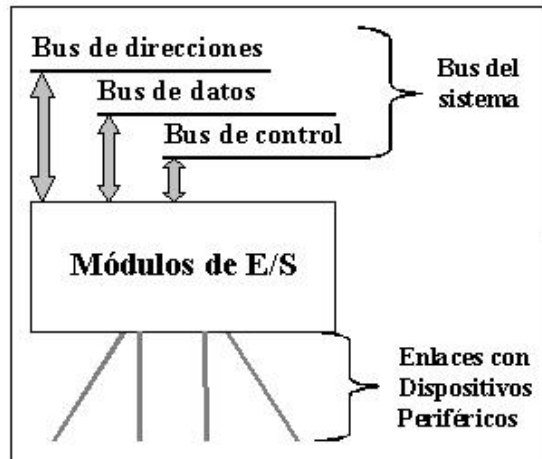 Bus de direcciones
Bus de datos
Bus de control
Bus del
sistema
Módulos de E/S
Enlaces con
Dispositivos
Periféricos